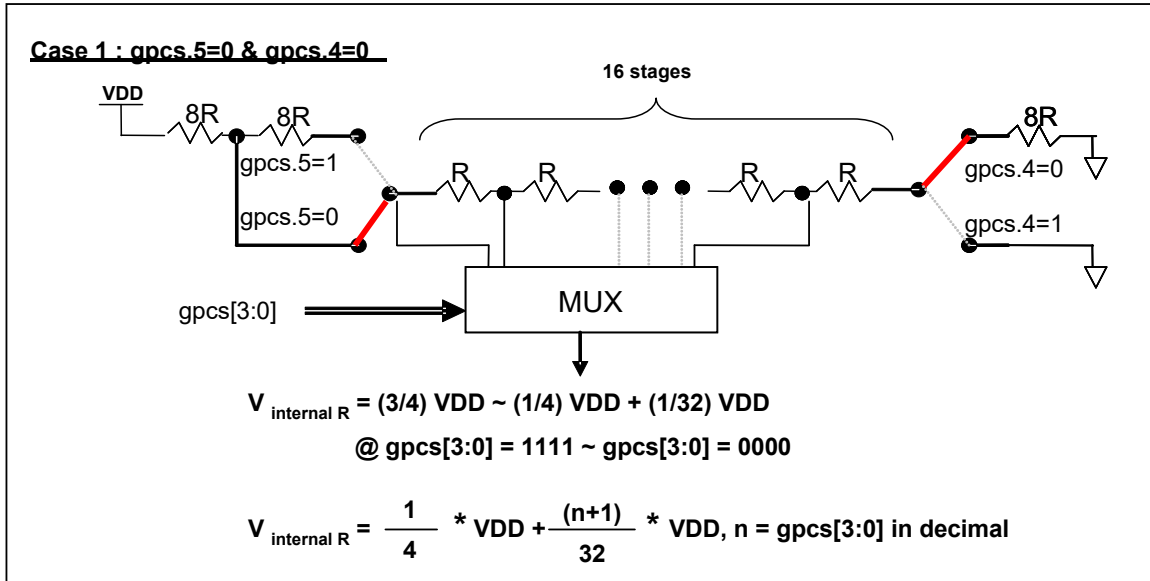 Case 1 : gpcs.5=0 & gpcs.4=0
16 stages
VDD
8R 8R 8R
gpcs.5=1
gpcs.4=0
R R R R
gpcs.5=0
gpcs.4=1
MUX
gpcs[3:0]
V internal R = (3/4) VDD ~ (1/4) VDD + (1/32) VDD
@ gpcs[3:0] = 1111 ~ gpcs[3:0] = 0000
V internal R = 1/4 * VDD + (n+1)/32 * VDD, n = gpcs[3:0] in decimal